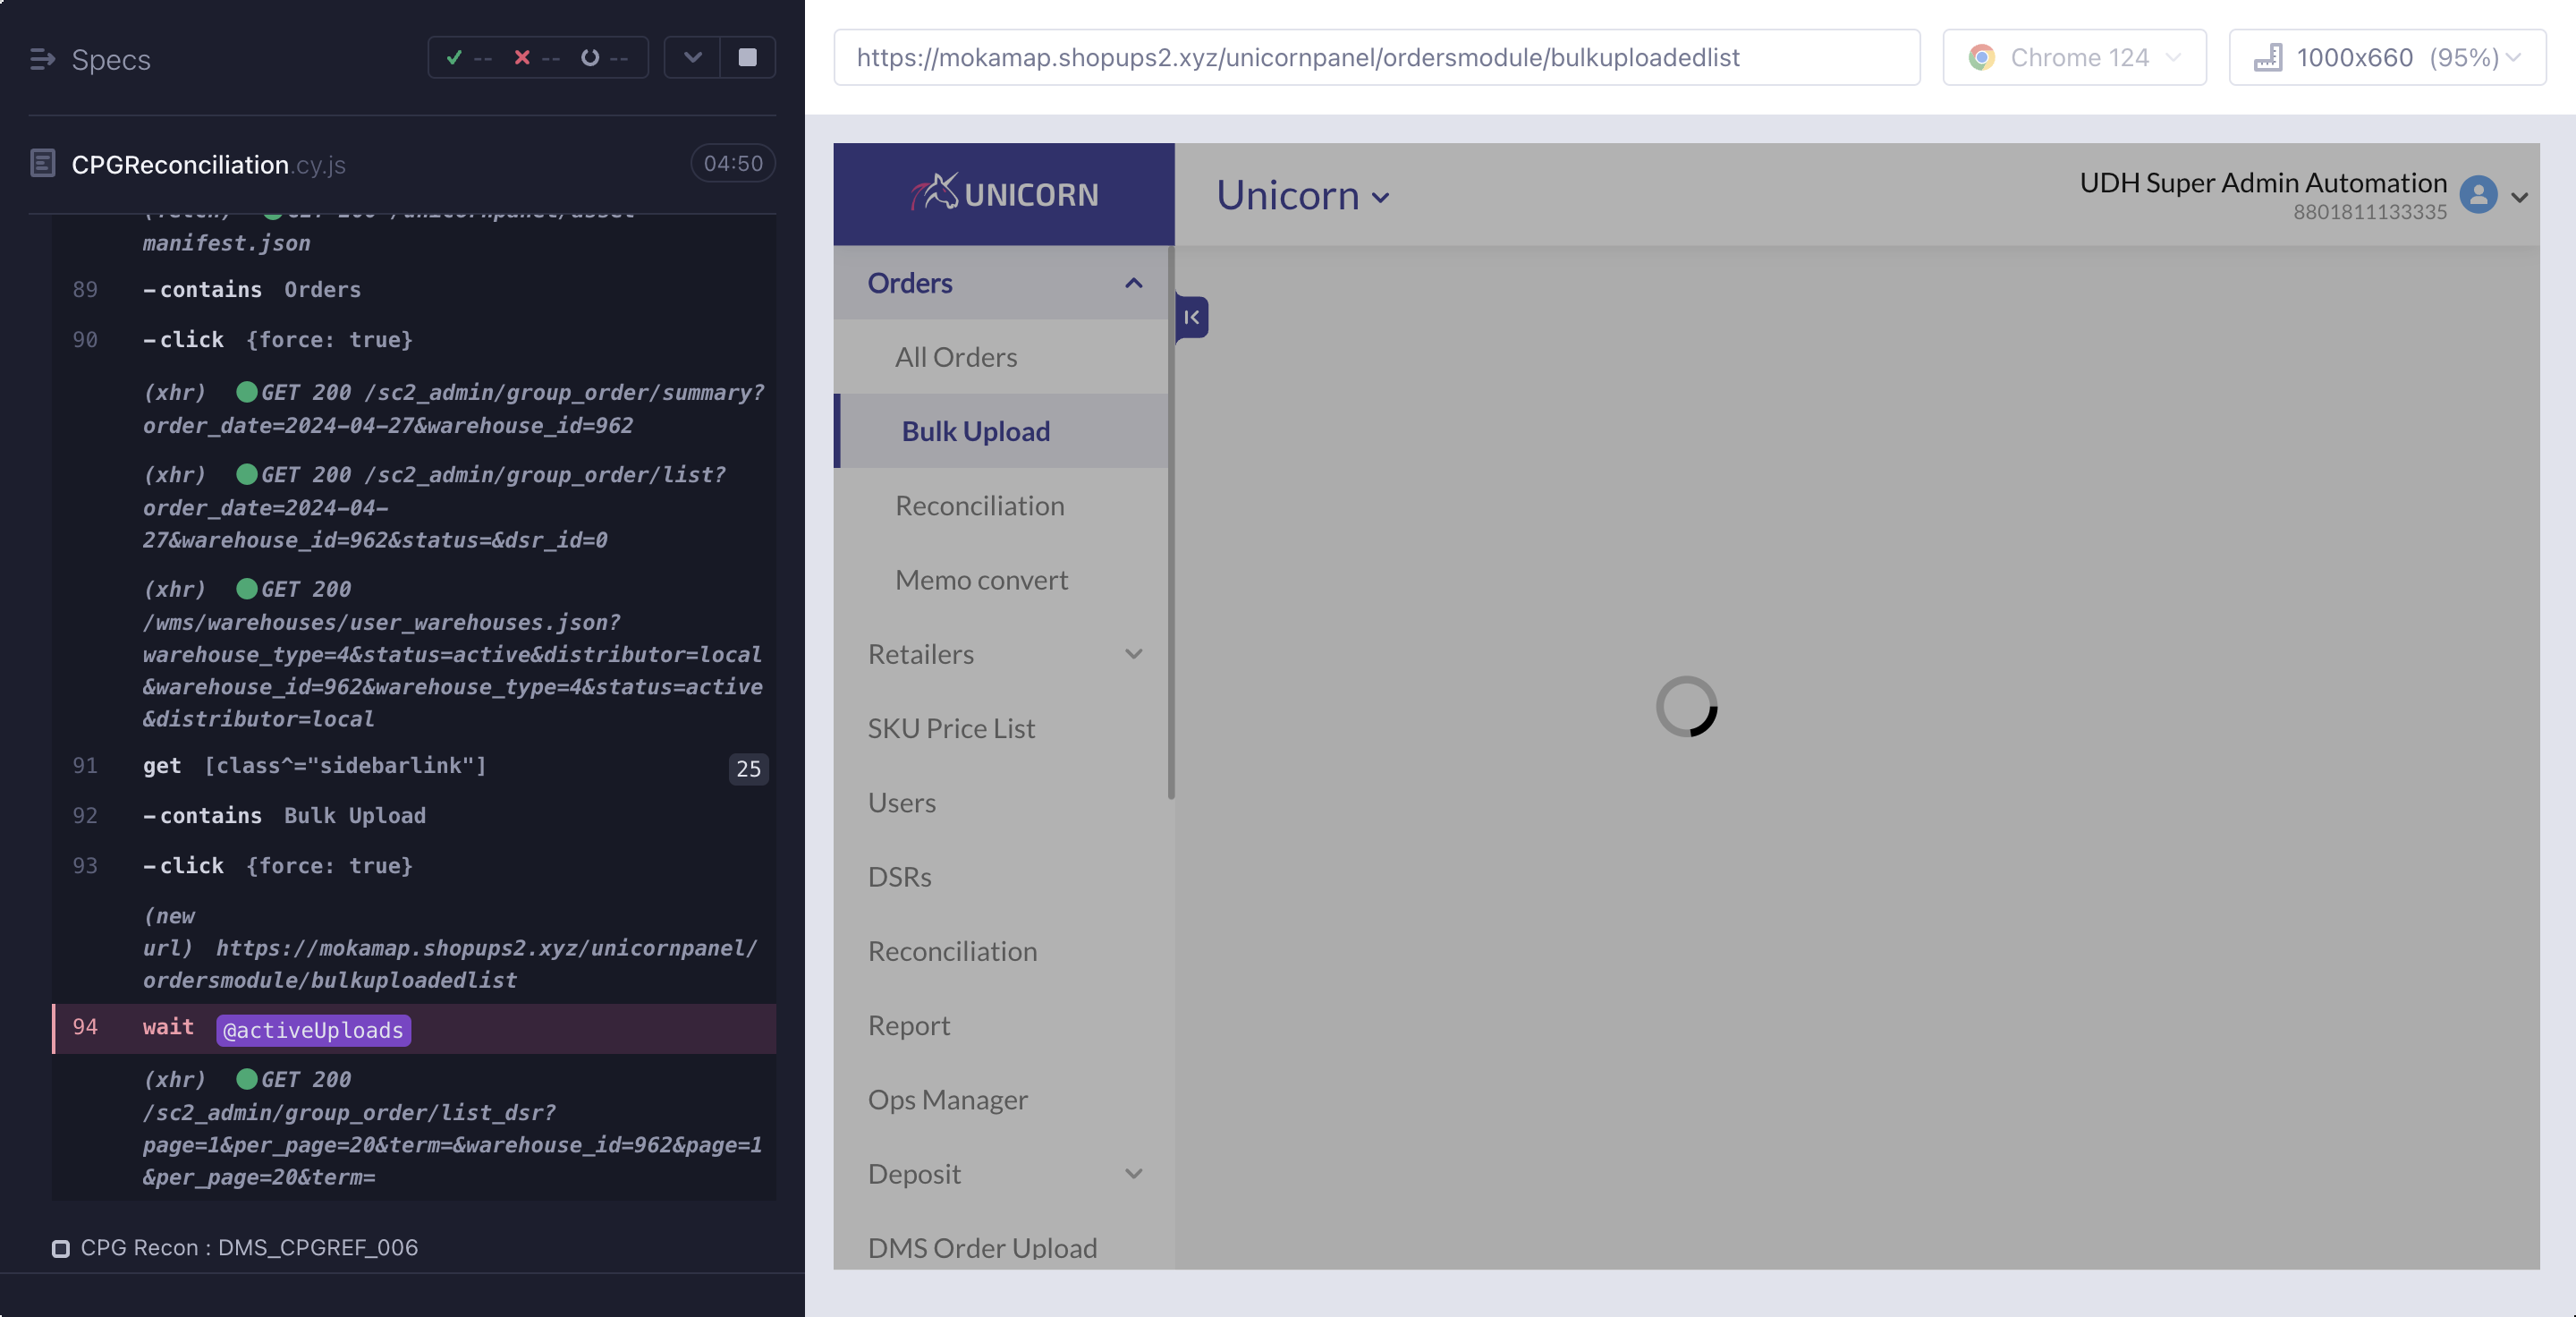 Specs
-- -- --
CPGReconciliation.cy.js
04:50
(fetch) GET 200 /unicornpanel/asset-
manifest.json
89 -contains Orders
90 -click {force: true}
(xhr) GET 200 /sc2_admin/group_order/summary?
order_date=2024-04-27&warehouse_id=962
(xhr) GET 200 /sc2_admin/group_order/list?
order_date=2024-04-
27&warehouse_id=962&status=&dsr_id=0
(xhr) GET 200
/wms/warehouses/user_warehouses.json?
warehouse_type=4&status=active&distributor=local
&warehouse_id=962&warehouse_type=4&status=active
&distributor=local
91 get [class^="sidebarlink"] 25
92 -contains Bulk Upload
93 -click {force: true}
(new
url) https://mokamap.shopups2.xyz/unicornpanel/
ordersmodule/bulkuploadedlist
94 wait @activeUploads
(xhr) GET 200
/sc2_admin/group_order/list_dsr?
page=1&per_page=20&term=&warehouse_id=962&page=1
&per_page=20&term=
CPG Recon : DMS_CPGREF_006
https://mokamap.shopups2.xyz/unicornpanel/ordersmodule/bulkuploadedlist
Chrome 124
1000x660 (95%)
UNICORN
Unicorn
UDH Super Admin Automation
8801811133335
Orders
All Orders
Bulk Upload
Reconciliation
Memo convert
Retailers
SKU Price List
Users
DSRs
Reconciliation
Report
Ops Manager
Deposit
DMS Order Upload